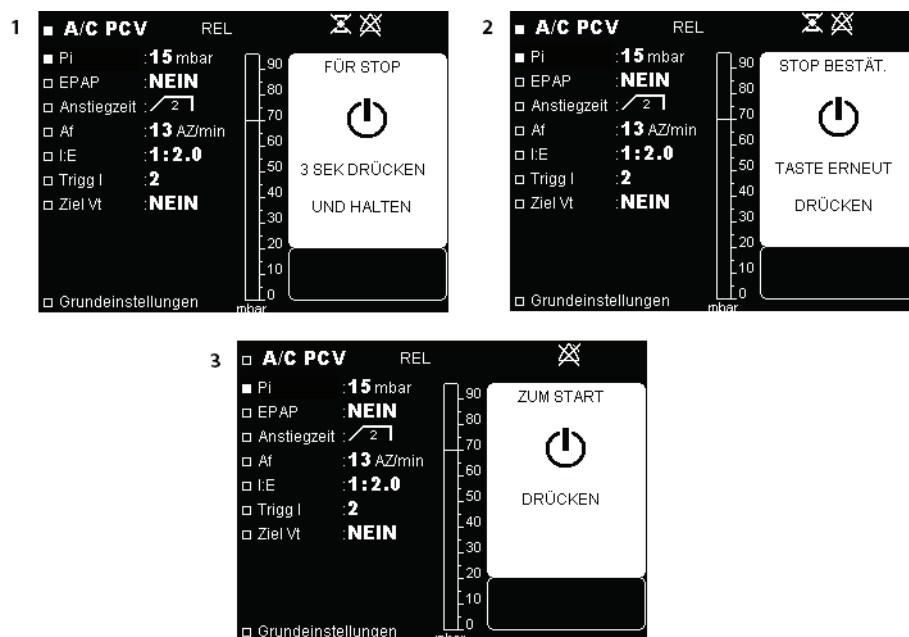 1
A/C PCV REL
Pi :15 mbar
EPAP :NEIN
Anstiegzeit : 2
Af :13 AZ/min
I:E :1:2.0
Trigg I :2
Ziel Vt :NEIN
Grundeinstellungen
90
80
70
60
50
40
30
20
10
0
mbar
FÜR STOP
3 SEK DRÜCKEN
UND HALTEN
2
A/C PCV REL
Pi :15 mbar
EPAP :NEIN
Anstiegzeit : 2
Af :13 AZ/min
I:E :1:2.0
Trigg I :2
Ziel Vt :NEIN
Grundeinstellungen
90
80
70
60
50
40
30
20
10
0
mbar
STOP BESTÄT.
TASTE ERNEUT
DRÜCKEN
3
A/C PCV REL
Pi :15 mbar
EPAP :NEIN
Anstiegzeit : 2
Af :13 AZ/min
I:E :1:2.0
Trigg I :2
Ziel Vt :NEIN
Grundeinstellungen
90
80
70
60
50
40
30
20
10
0
mbar
ZUM START
DRÜCKEN